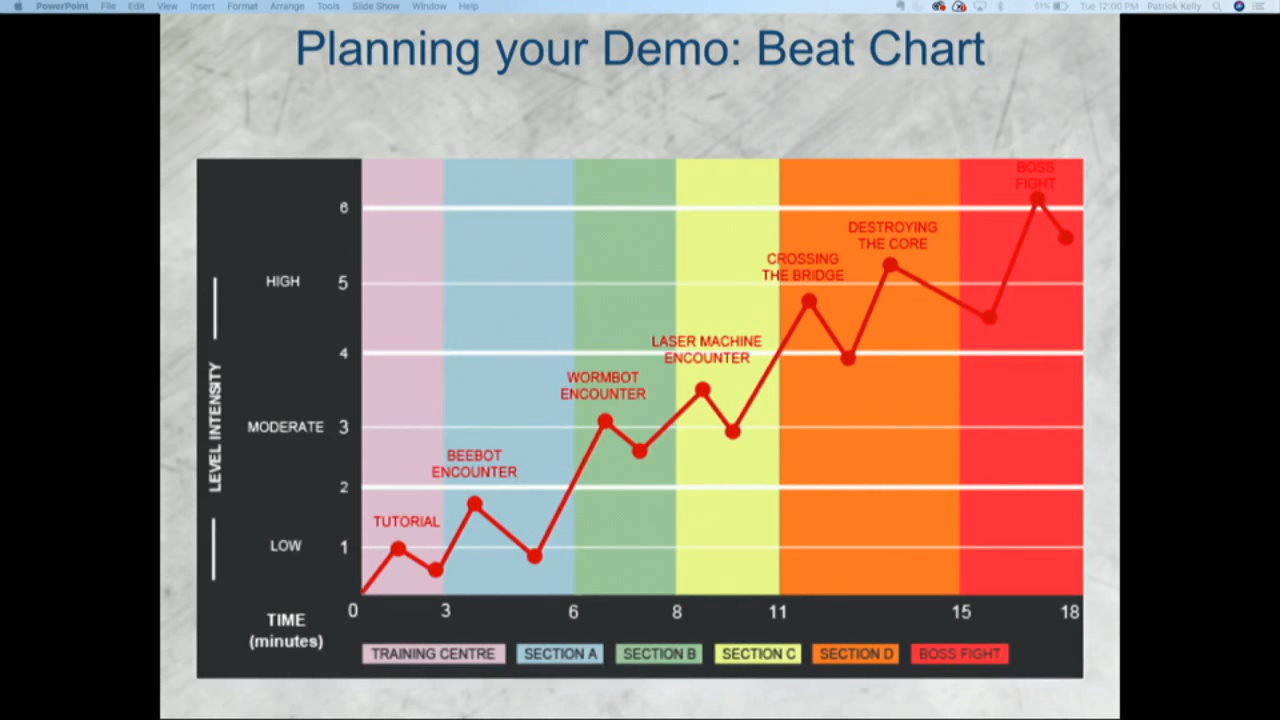 PowerPoint File Edit View Insert Format Arrange Tools Slide Show Window Help 51% Tue 12:00 PM Patrick Kelly
Planning your Demo: Beat Chart
BOSS
FIGHT
6
DESTROYING
THE CORE
CROSSING
THE BRIDGE
HIGH 5
LASER MACHINE
ENCOUNTER
4
WORMBOT
ENCOUNTER
LEVEL INTENSITY
MODERATE 3
BEEBOT
ENCOUNTER
2
TUTORIAL
LOW 1
0 3 6 8 11 15 18
TIME
(minutes)
TRAINING CENTRE SECTION A SECTION B SECTION C SECTION D BOSS FIGHT